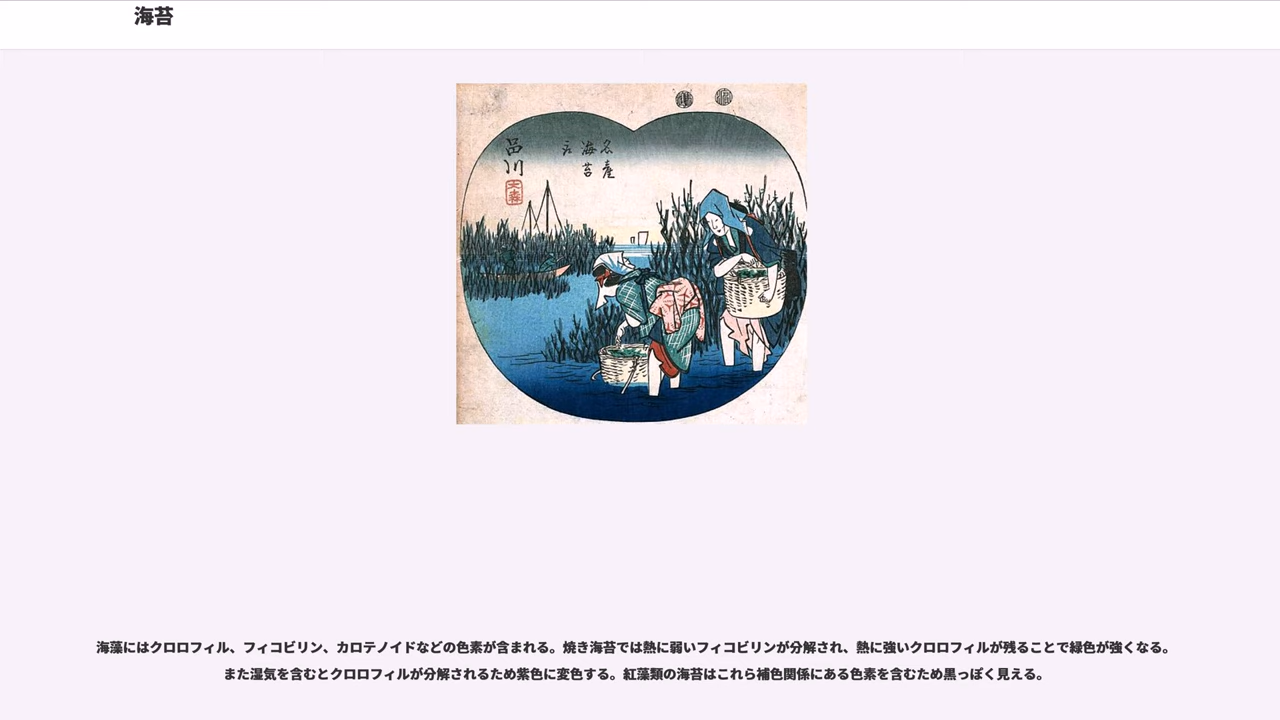 海苔
名産
海苔
品川
大森
海藻にはクロロフィル、フィコビリン、カロテノイドなどの色素が含まれる。焼き海苔では熱に弱いフィコビリンが分解され、熱に強いクロロフィルが残ることで緑色が強くなる。
また湿気を含むとクロロフィルが分解されるため紫色に変色する。紅藻類の海苔はこれら補色関係にある色素を含むため黒っぽく見える。